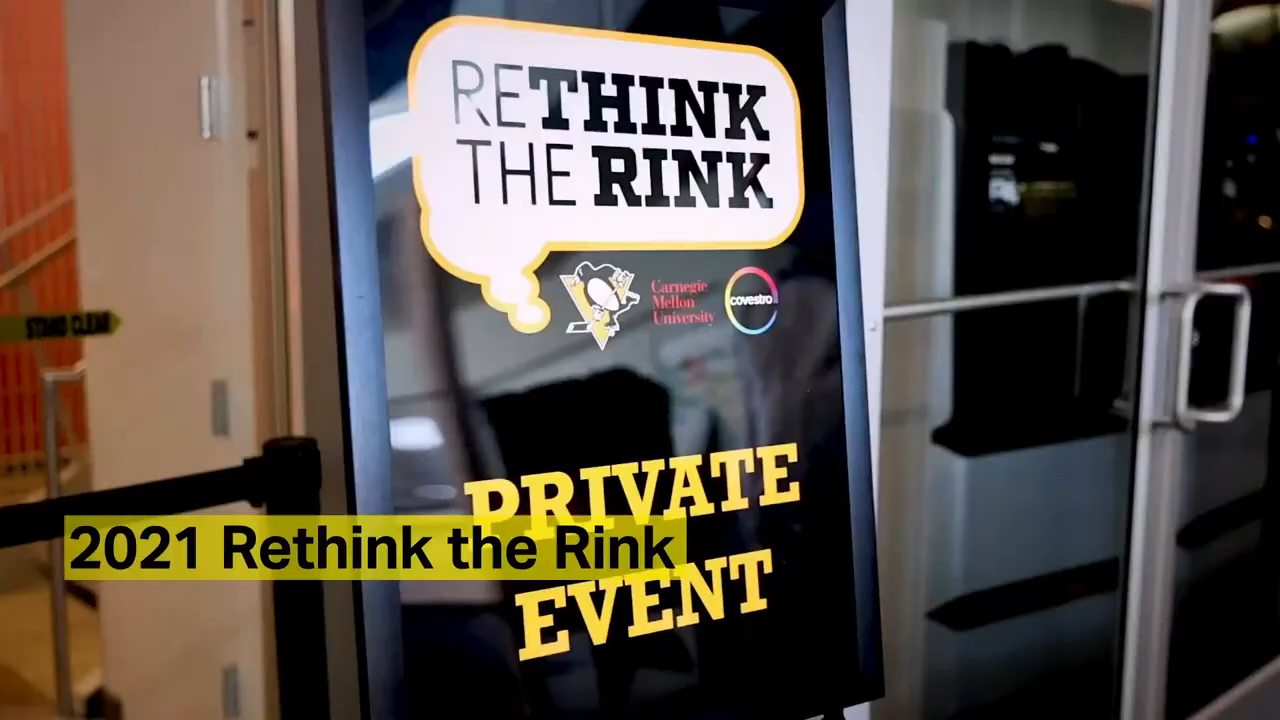 RETHINK
THE RINK
Carnegie
Mellon
University
covestro
STAND CLEAR
PRIVATE
2021 Rethink the Rink
EVENT